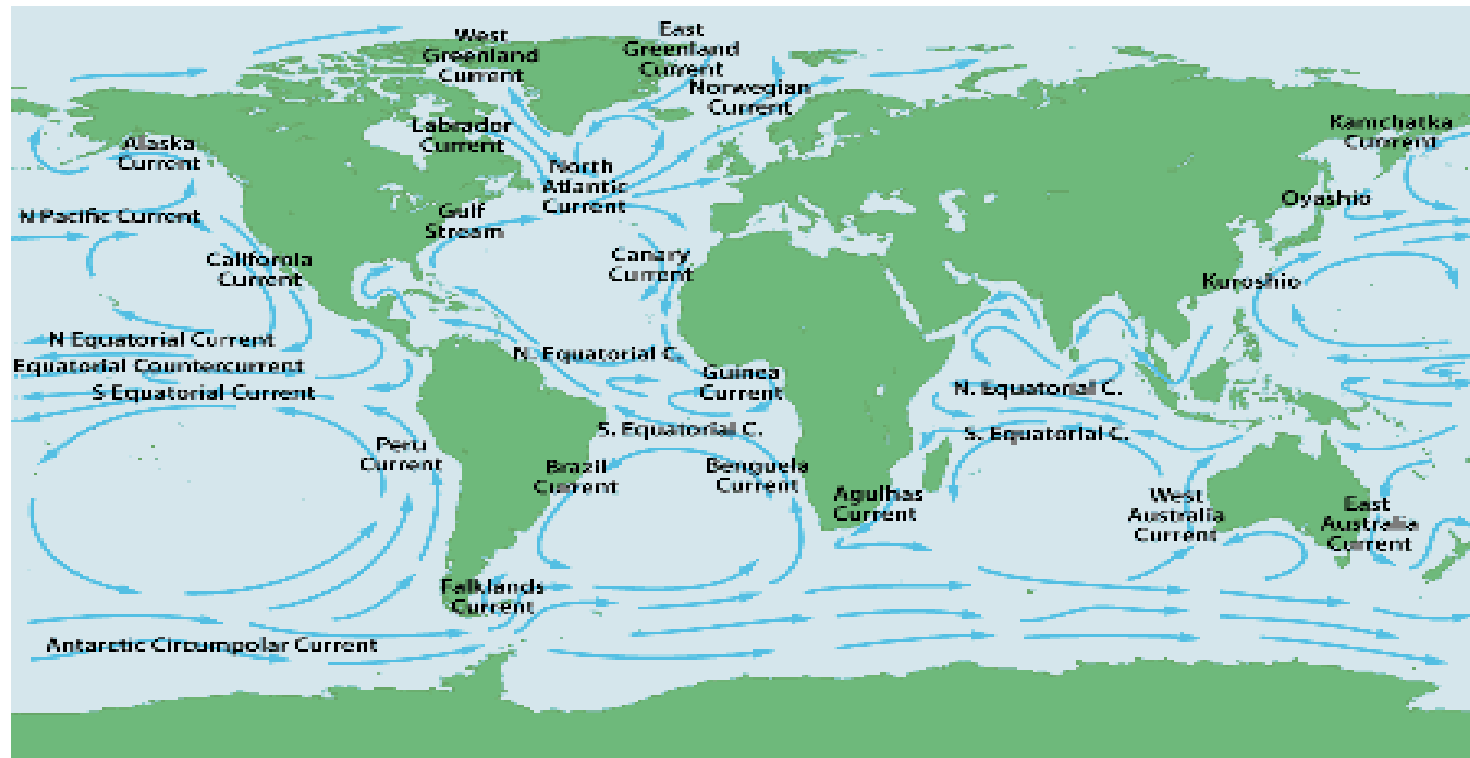 West
Greenland
Current
East
Greenland
Current
Norwegian
Current
Labrador
Current
Alaska
Current
Kamchatka
Current
North
Atlantic
Current
Oyashio
N Pacific Current
Gulf
Stream
California
Current
Canary
Current
Kuroshio
N Equatorial Current
Equatorial Countercurrent
S Equatorial Current
N. Equatorial C.
Guinea
Current
N. Equatorial C.
S. Equatorial C.
S. Equatorial C.
Peru
Current
Brazil
Current
Benguela
Current
Agulhas
Current
West
Australia
Current
East
Australia
Current
Falklands
Current
Antarctic Circumpolar Current